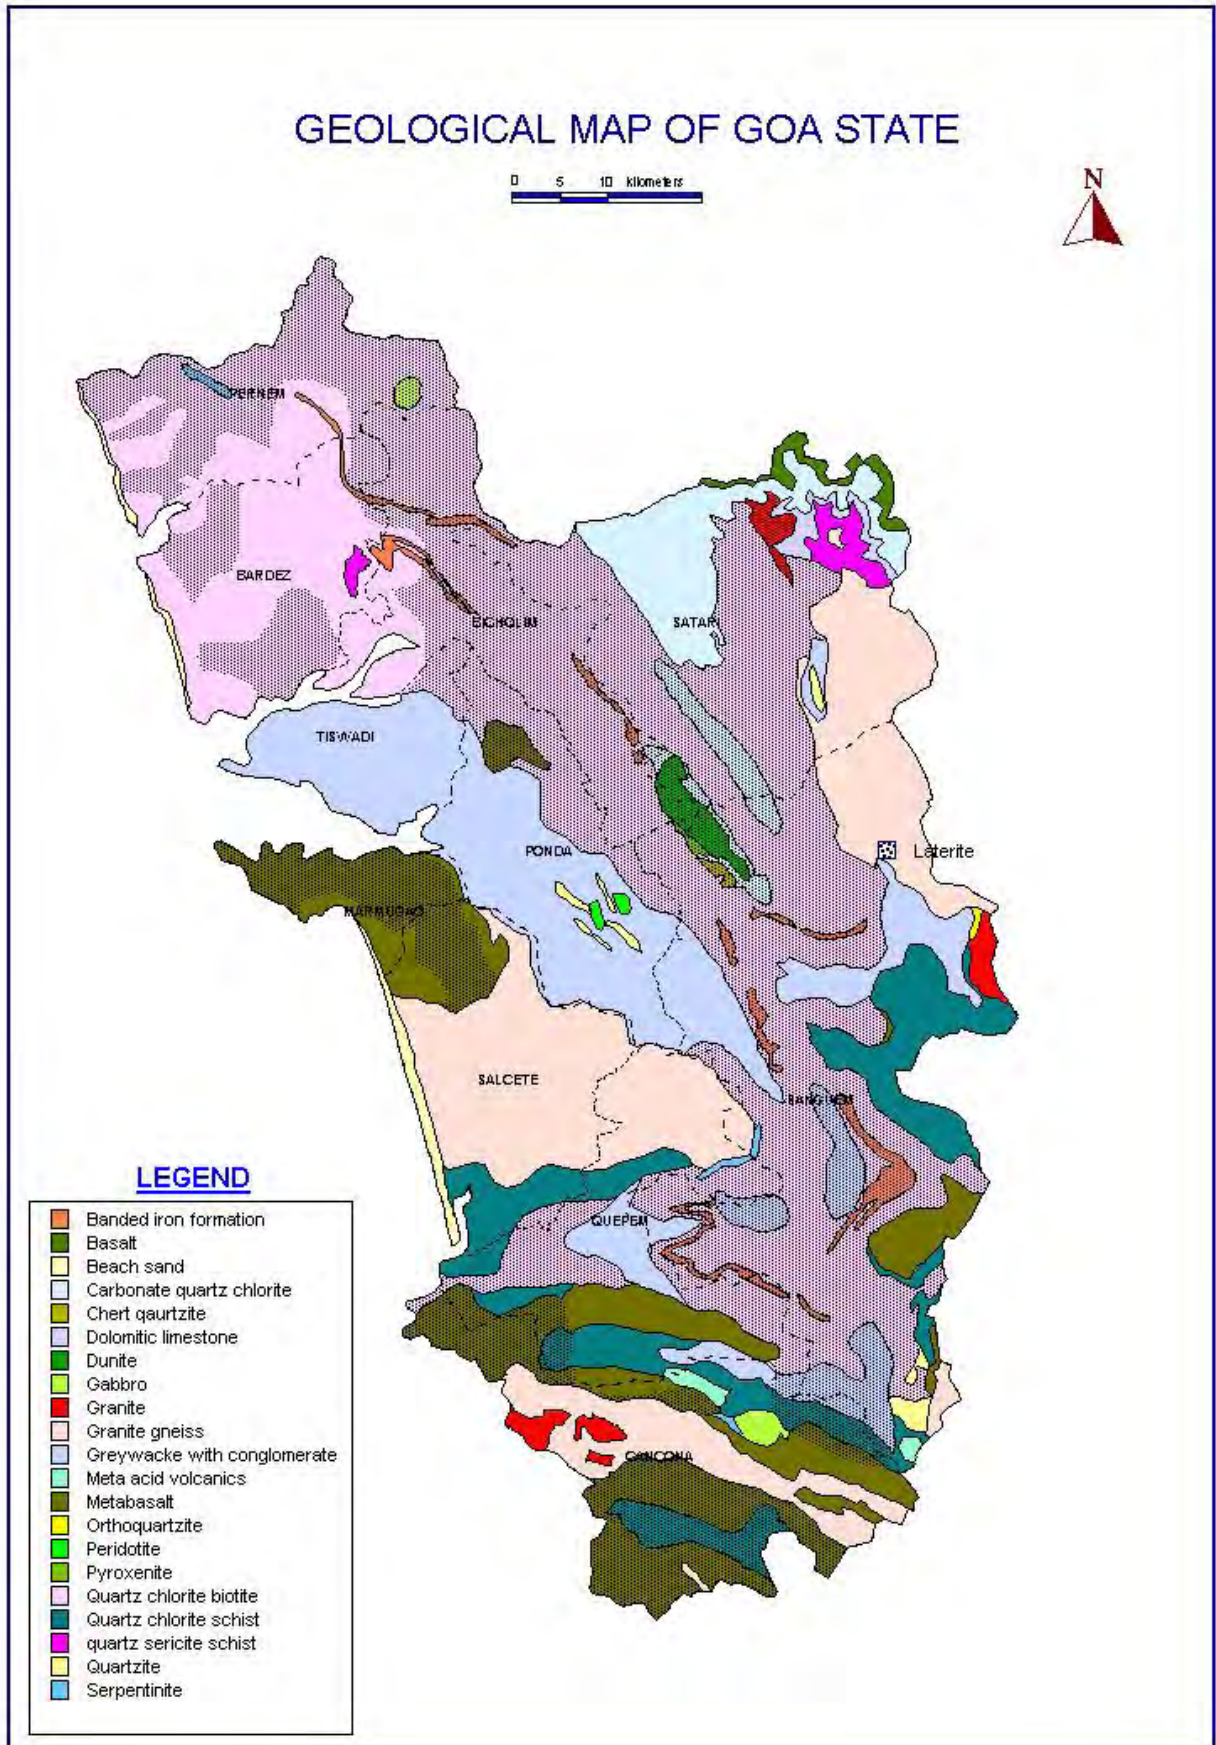 GEOLOGICAL MAP OF GOA STATE
0 5 10 kilometers
N
PERNEM
BARDEZ
BICHOLIM
SATARI
TISWADI
PONDA
Laterite
MARMUGAO
SALCETE
SANGUEM
QUEPEM
CANCONA
LEGEND
Banded iron formation
Basalt
Beach sand
Carbonate quartz chlorite
Chert qaurtzite
Dolomitic limestone
Dunite
Gabbro
Granite
Granite gneiss
Greywacke with conglomerate
Meta acid volcanics
Metabasalt
Orthoquartzite
Peridotite
Pyroxenite
Quartz chlorite biotite
Quartz chlorite schist
quartz sericite schist
Quartzite
Serpentinite